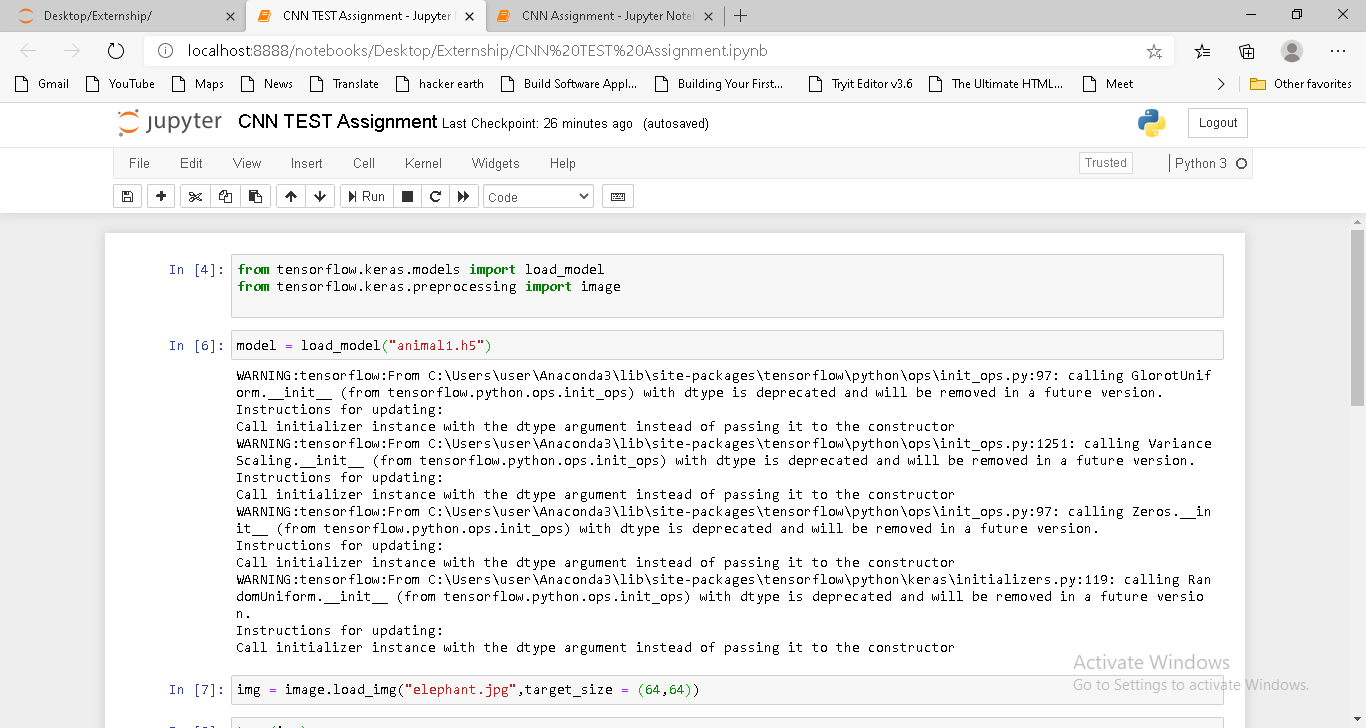 Desktop/Externship/
CNN TEST Assignment - Jupyter
CNN Assignment - Jupyter Note
localhost:8888/notebooks/Desktop/Externship/CNN%20TEST%20Assignment.ipynb
Gmail YouTube Maps News Translate hacker earth Build Software Appl... Building Your First... Tryit Editor v3.6 The Ultimate HTML... Meet Other favorites
jupyter CNN TEST Assignment Last Checkpoint: 26 minutes ago (autosaved)
Logout
File Edit View Insert Cell Kernel Widgets Help Trusted Python 3
Run Code
In [4]: from tensorflow.keras.models import load_model
from tensorflow.keras.preprocessing import image
In [6]: model = load_model("animal1.h5")
WARNING:tensorflow:From C:\Users\user\Anaconda3\lib\site-packages\tensorflow\python\ops\init_ops.py:97: calling GlorotUnif
orm.__init__ (from tensorflow.python.ops.init_ops) with dtype is deprecated and will be removed in a future version.
Instructions for updating:
Call initializer instance with the dtype argument instead of passing it to the constructor
WARNING:tensorflow:From C:\Users\user\Anaconda3\lib\site-packages\tensorflow\python\ops\init_ops.py:1251: calling Variance
Scaling.__init__ (from tensorflow.python.ops.init_ops) with dtype is deprecated and will be removed in a future version.
Instructions for updating:
Call initializer instance with the dtype argument instead of passing it to the constructor
WARNING:tensorflow:From C:\Users\user\Anaconda3\lib\site-packages\tensorflow\python\ops\init_ops.py:97: calling Zeros.__in
it__ (from tensorflow.python.ops.init_ops) with dtype is deprecated and will be removed in a future version.
Instructions for updating:
Call initializer instance with the dtype argument instead of passing it to the constructor
WARNING:tensorflow:From C:\Users\user\Anaconda3\lib\site-packages\tensorflow\python\keras\initializers.py:119: calling Ran
domUniform.__init__ (from tensorflow.python.ops.init_ops) with dtype is deprecated and will be removed in a future versio
n.
Instructions for updating:
Call initializer instance with the dtype argument instead of passing it to the constructor
Activate Windows
Go to Settings to activate Windows.
In [7]: img = image.load_img("elephant.jpg",target_size = (64,64))